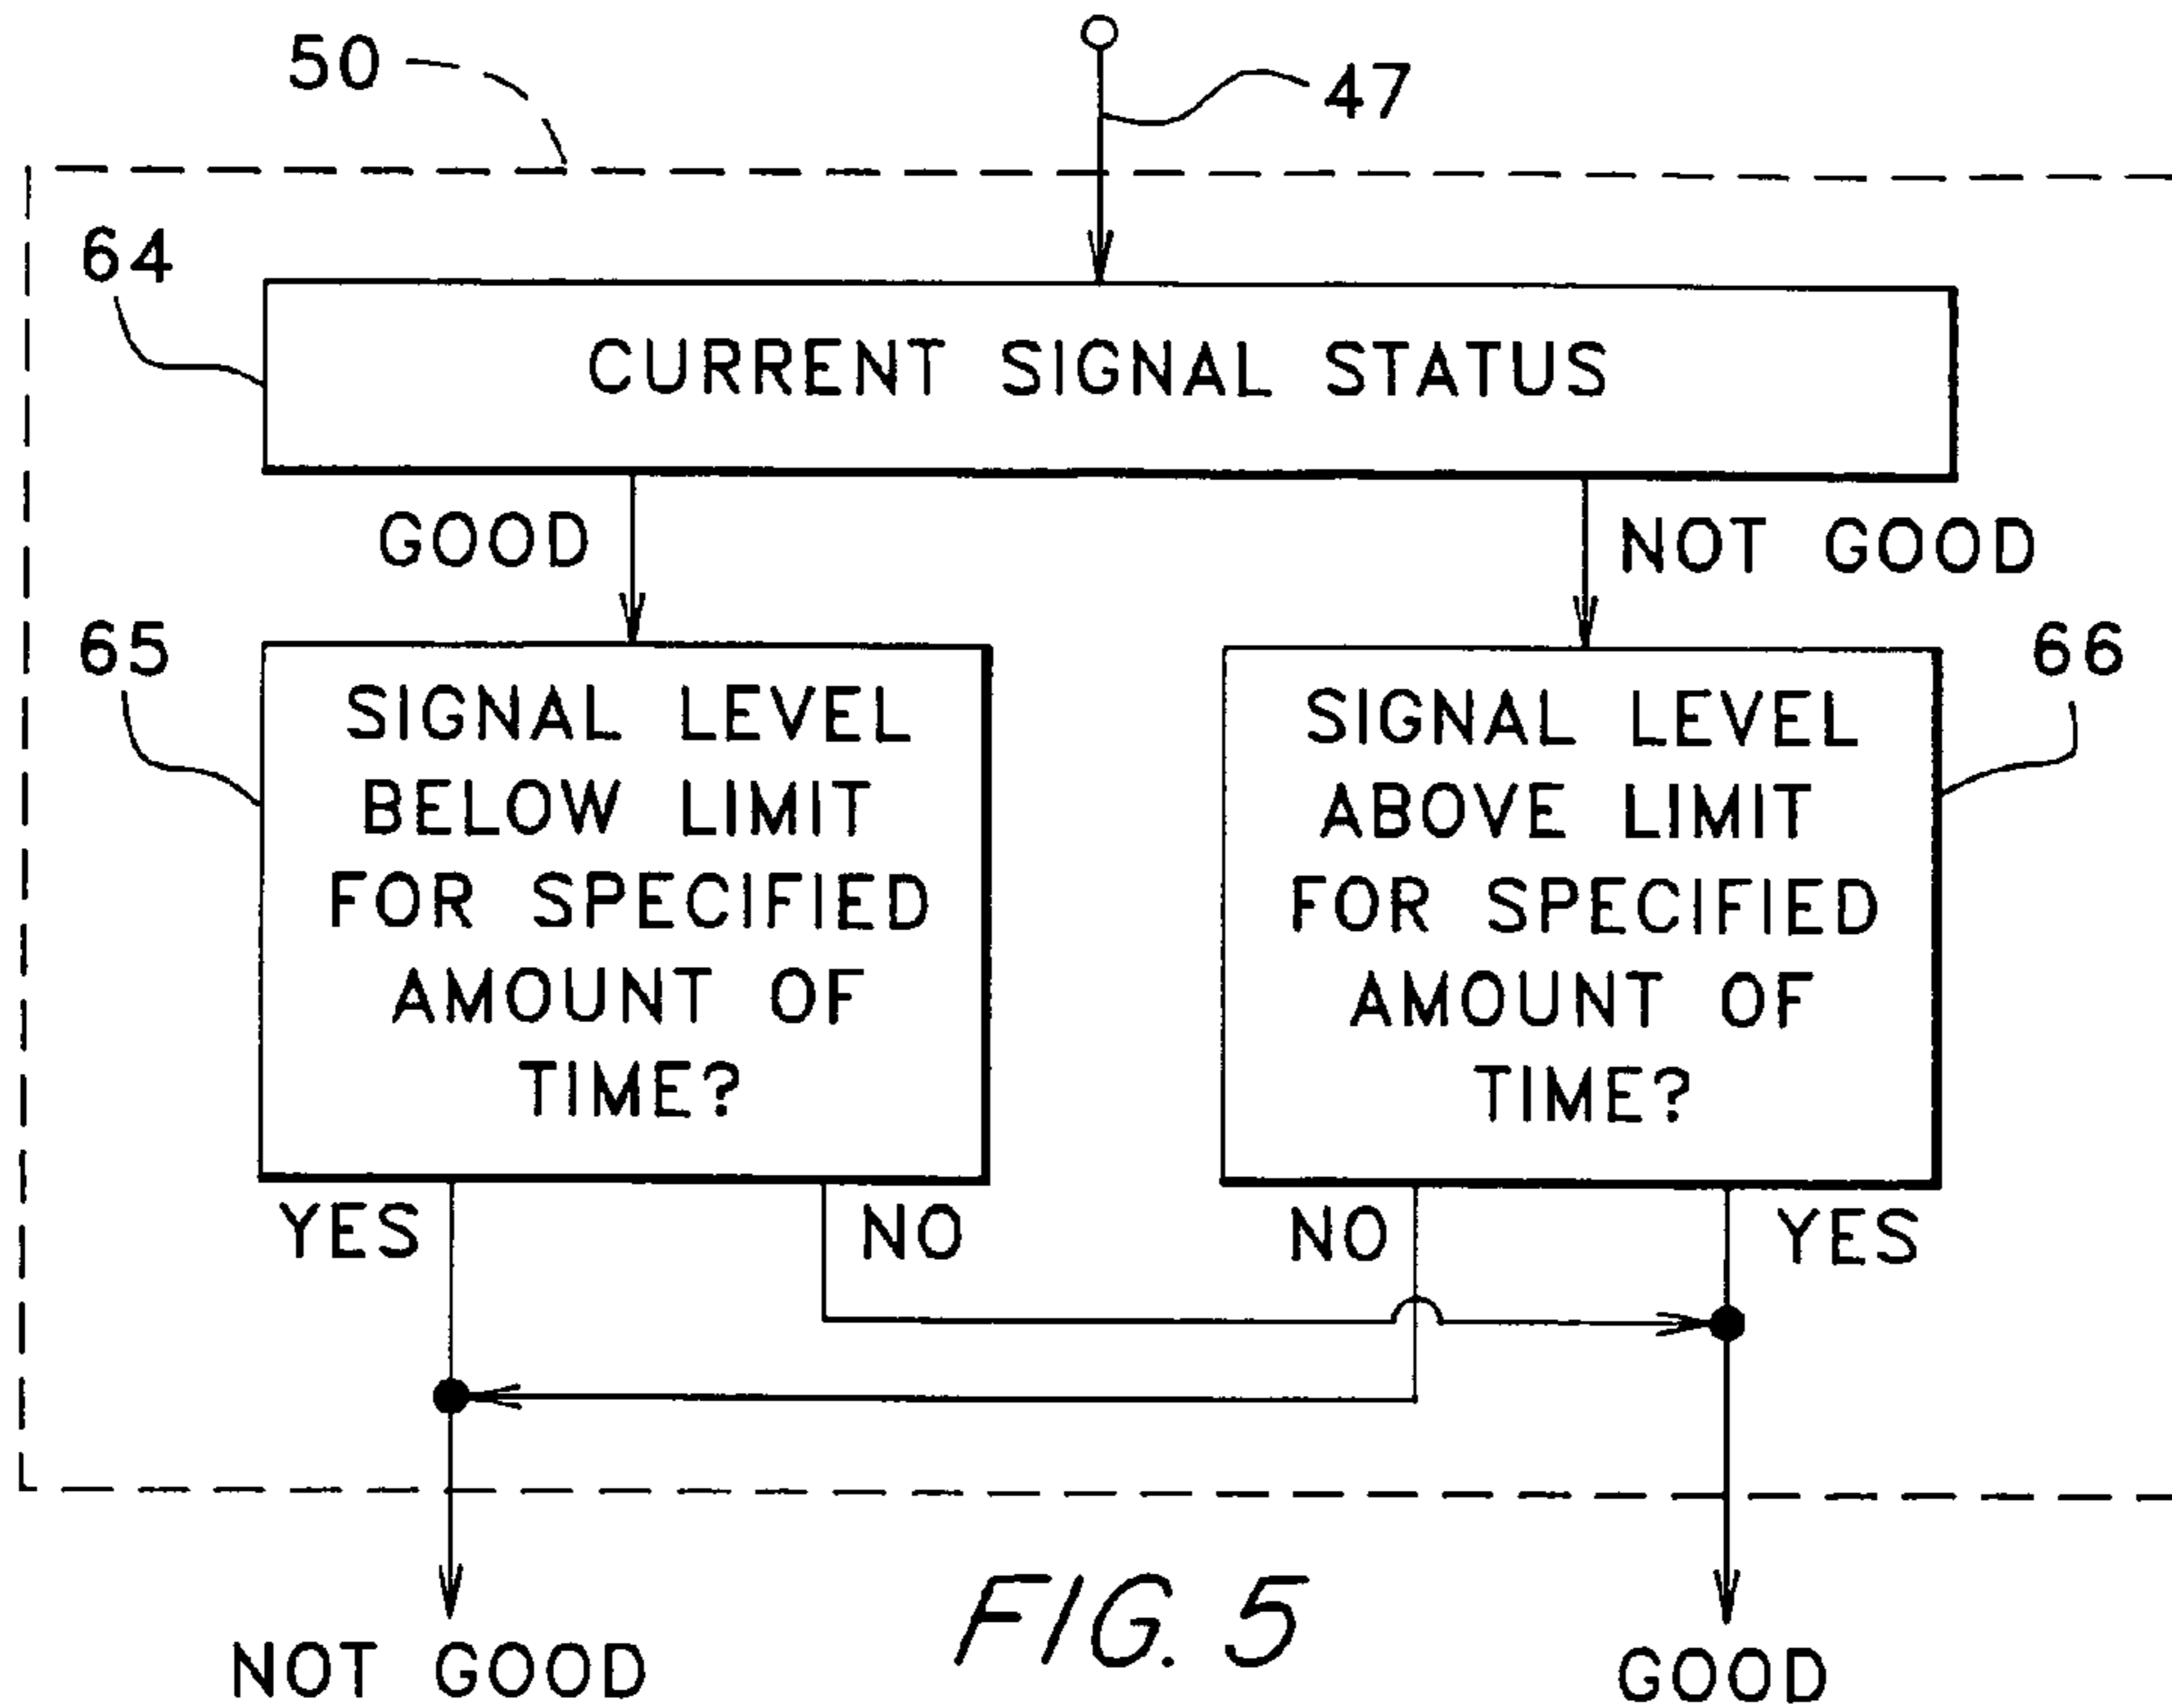 50
47
64
CURRENT SIGNAL STATUS
GOOD
NOT GOOD
65
SIGNAL LEVEL
BELOW LIMIT
FOR SPECIFIED
AMOUNT OF
TIME?
66
SIGNAL LEVEL
ABOVE LIMIT
FOR SPECIFIED
AMOUNT OF
TIME?
YES
NO
NO
YES
NOT GOOD
FIG. 5
GOOD